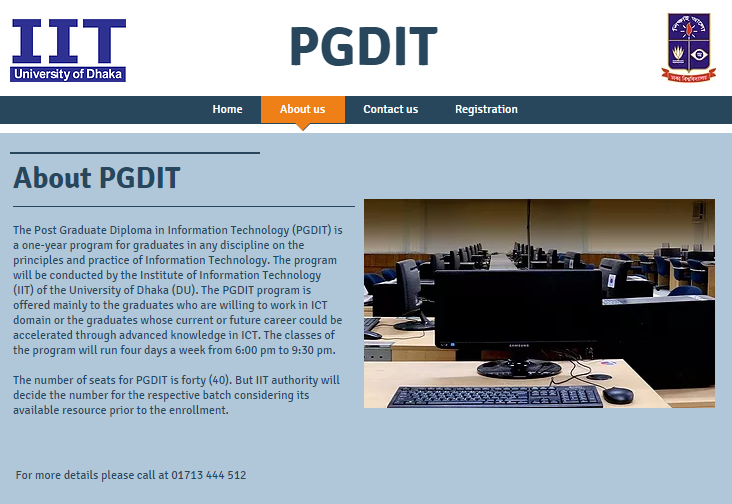 IIT
University of Dhaka
PGDIT
শিক্ষাই আলো
ঢাকা বিশ্ববিদ্যালয়
Home
About us
Contact us
Registration
About PGDIT
The Post Graduate Diploma in Information Technology (PGDIT) is
a one-year program for graduates in any discipline on the
principles and practice of Information Technology. The program
will be conducted by the Institute of Information Technology
(IIT) of the University of Dhaka (DU). The PGDIT program is
offered mainly to the graduates who are willing to work in ICT
domain or the graduates whose current or future career could be
accelerated through advanced knowledge in ICT. The classes of
the program will run four days a week from 6:00 pm to 9:30 pm.
The number of seats for PGDIT is forty (40). But IIT authority will
decide the number for the respective batch considering its
available resource prior to the enrollment.
SAMSUNG
For more details please call at 01713 444 512